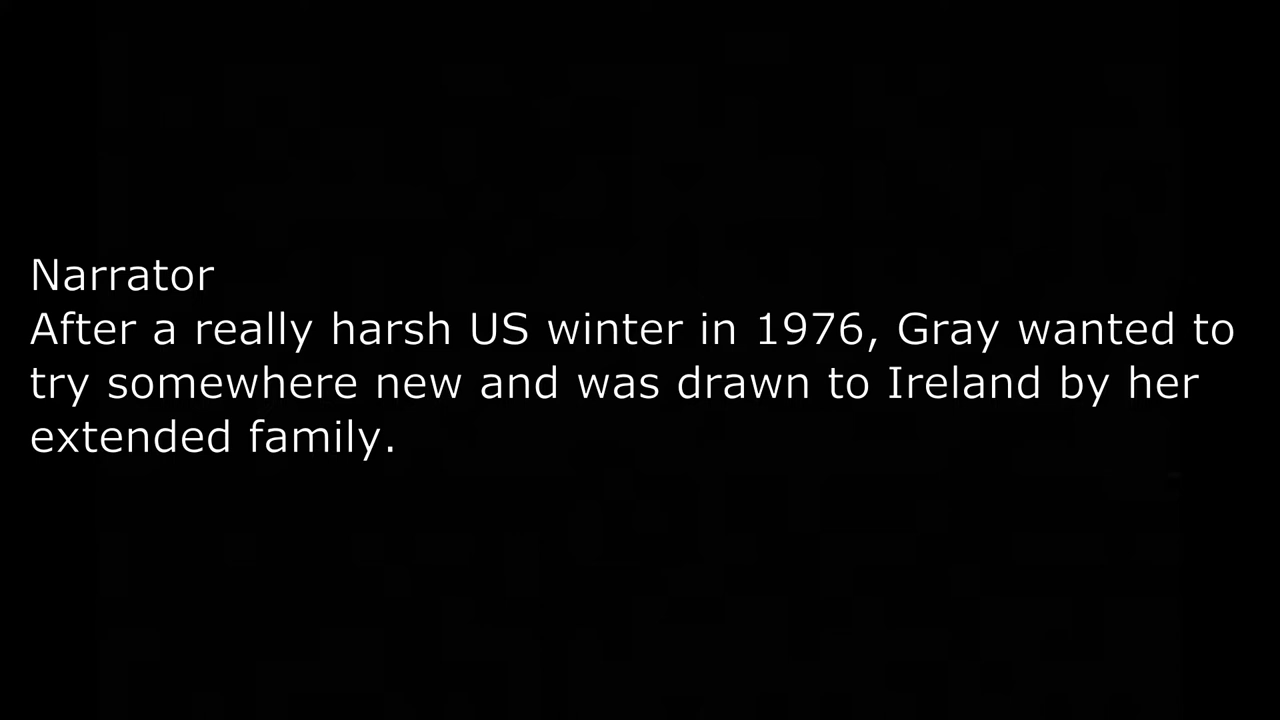 Narrator
After a really harsh US winter in 1976, Gray wanted to
try somewhere new and was drawn to Ireland by her
extended family.